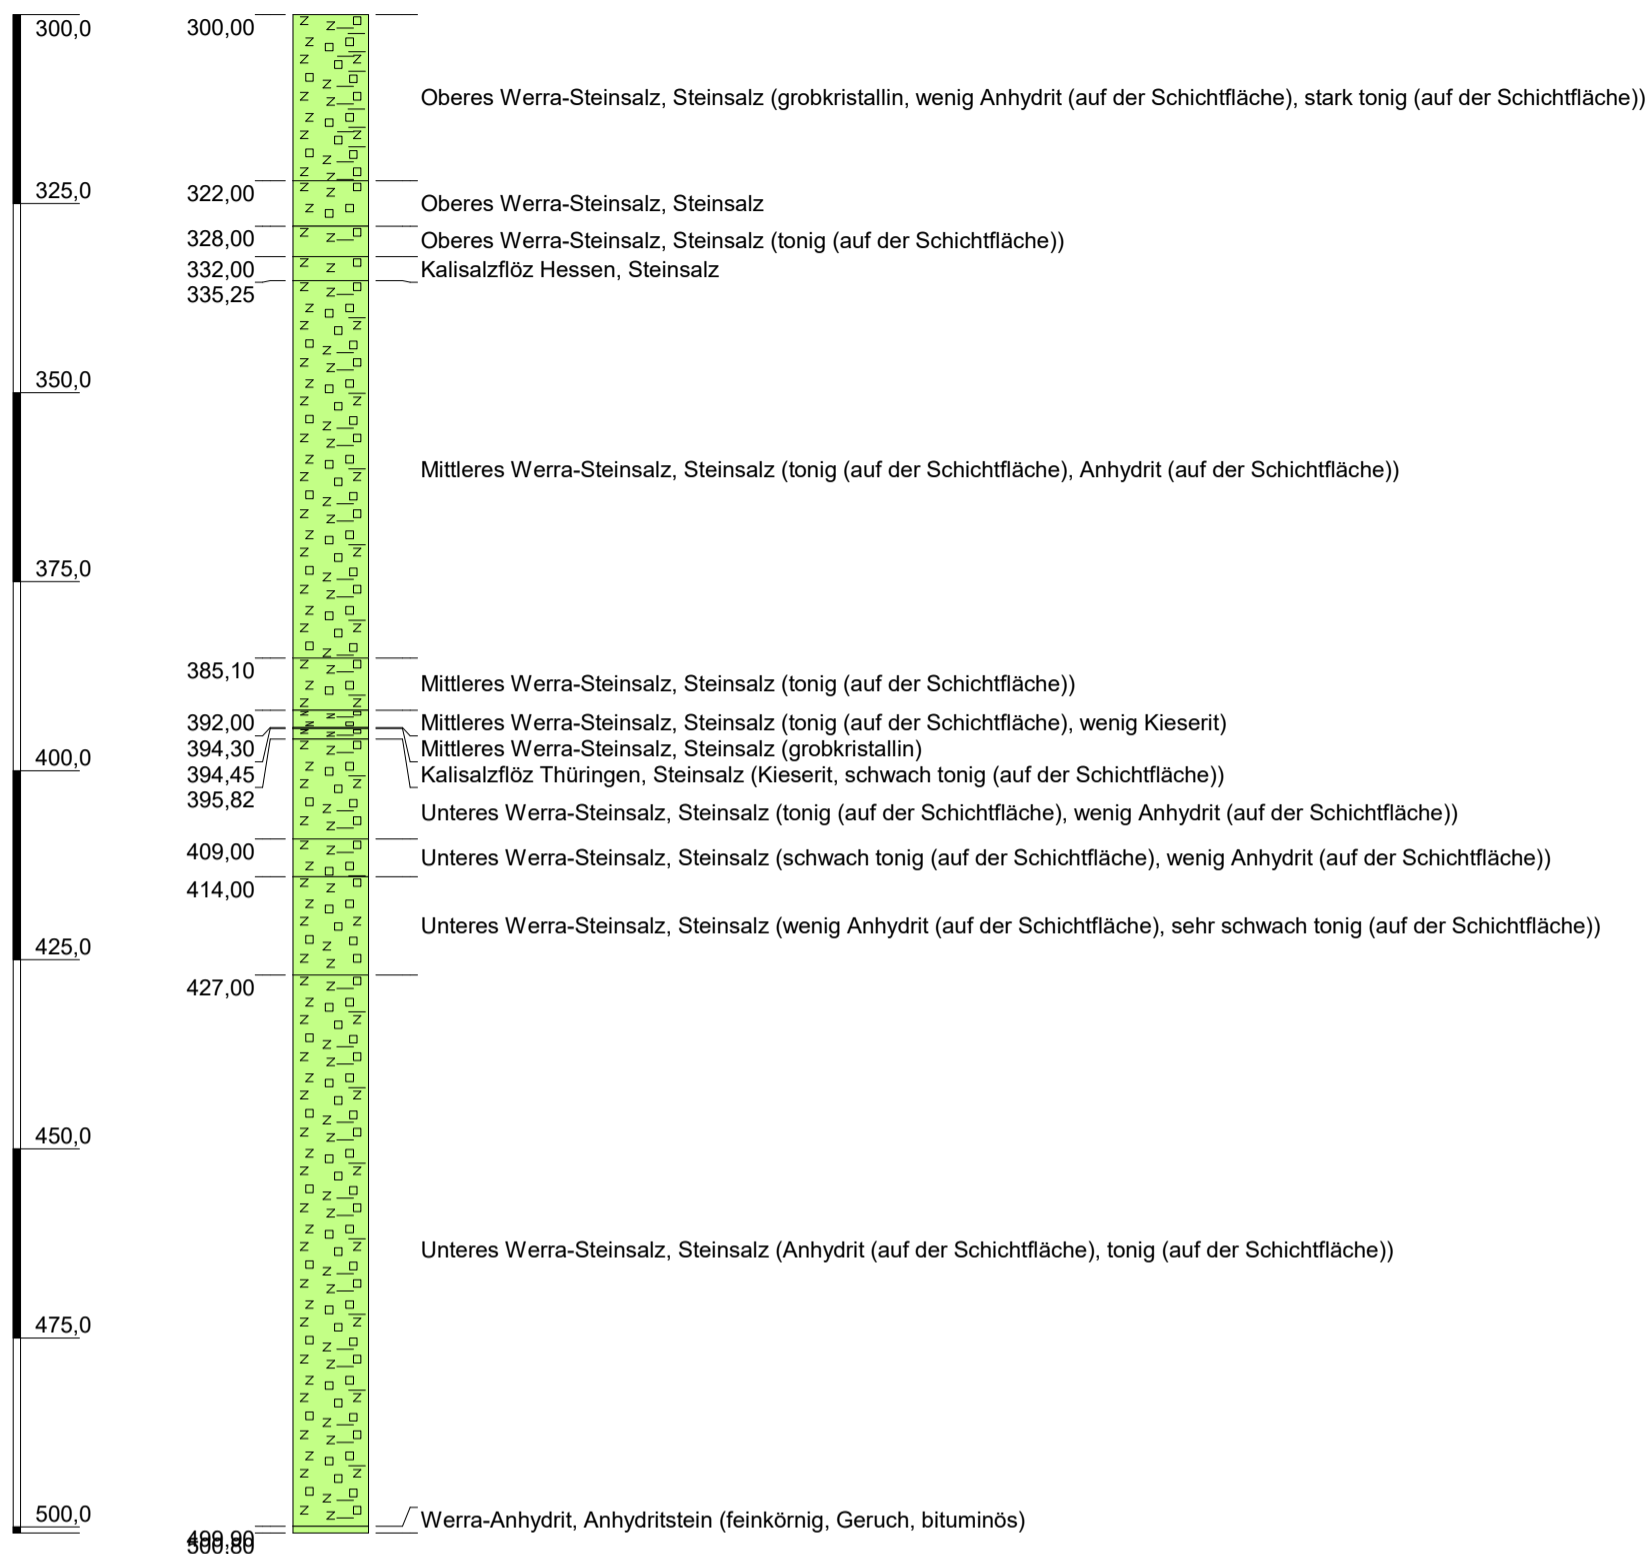 300,0
300,00
Oberes Werra-Steinsalz, Steinsalz (grobkristallin, wenig Anhydrit (auf der Schichtfläche), stark tonig (auf der Schichtfläche))
325,0
322,00
Oberes Werra-Steinsalz, Steinsalz
328,00
Oberes Werra-Steinsalz, Steinsalz (tonig (auf der Schichtfläche))
332,00
Kalisalzflöz Hessen, Steinsalz
335,25
350,0
Mittleres Werra-Steinsalz, Steinsalz (tonig (auf der Schichtfläche), Anhydrit (auf der Schichtfläche))
375,0
385,10
Mittleres Werra-Steinsalz, Steinsalz (tonig (auf der Schichtfläche))
392,00
Mittleres Werra-Steinsalz, Steinsalz (tonig (auf der Schichtfläche), wenig Kieserit)
394,30
Mittleres Werra-Steinsalz, Steinsalz (grobkristallin)
400,0
394,45
Kalisalzflöz Thüringen, Steinsalz (Kieserit, schwach tonig (auf der Schichtfläche))
395,82
Unteres Werra-Steinsalz, Steinsalz (tonig (auf der Schichtfläche), wenig Anhydrit (auf der Schichtfläche))
409,00
Unteres Werra-Steinsalz, Steinsalz (schwach tonig (auf der Schichtfläche), wenig Anhydrit (auf der Schichtfläche))
414,00
Unteres Werra-Steinsalz, Steinsalz (wenig Anhydrit (auf der Schichtfläche), sehr schwach tonig (auf der Schichtfläche))
425,0
427,00
450,0
Unteres Werra-Steinsalz, Steinsalz (Anhydrit (auf der Schichtfläche), tonig (auf der Schichtfläche))
475,0
500,0
Werra-Anhydrit, Anhydritstein (feinkörnig, Geruch, bituminös)
499,90
500,80